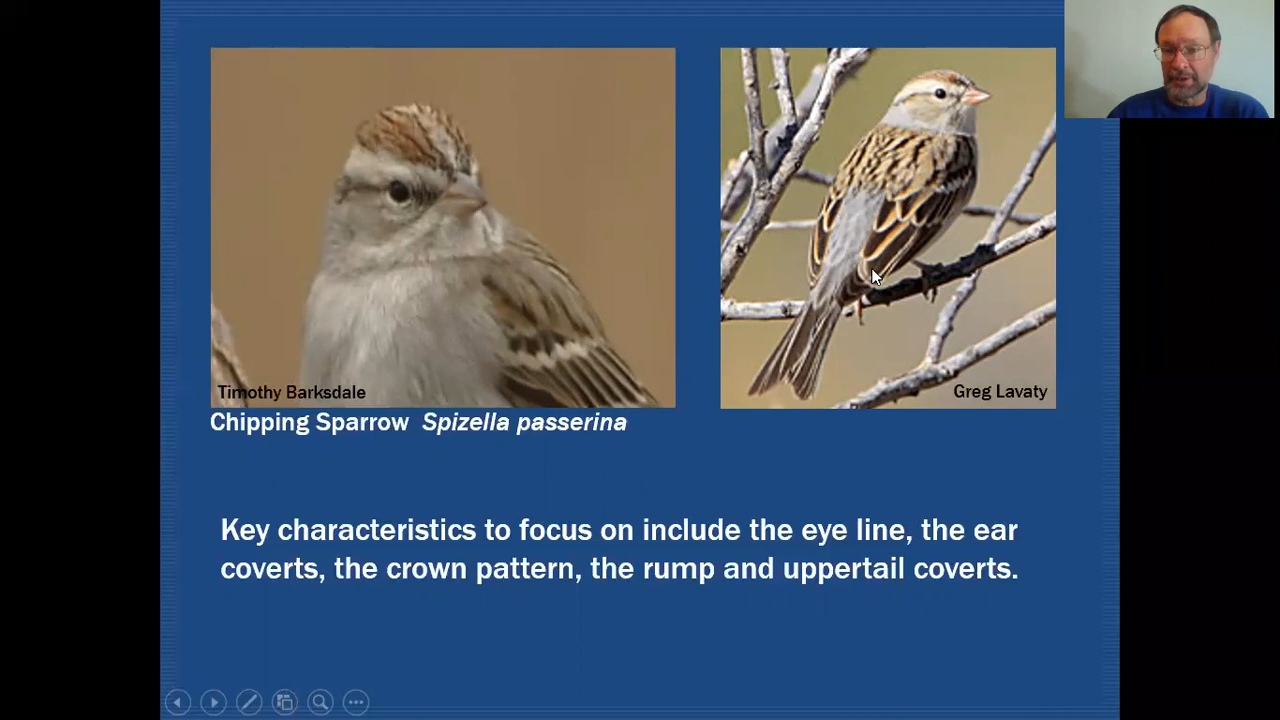 Timothy Barksdale
Greg Lavaty
Chipping Sparrow Spizella passerina
Key characteristics to focus on include the eye line, the ear
coverts, the crown pattern, the rump and uppertail coverts.